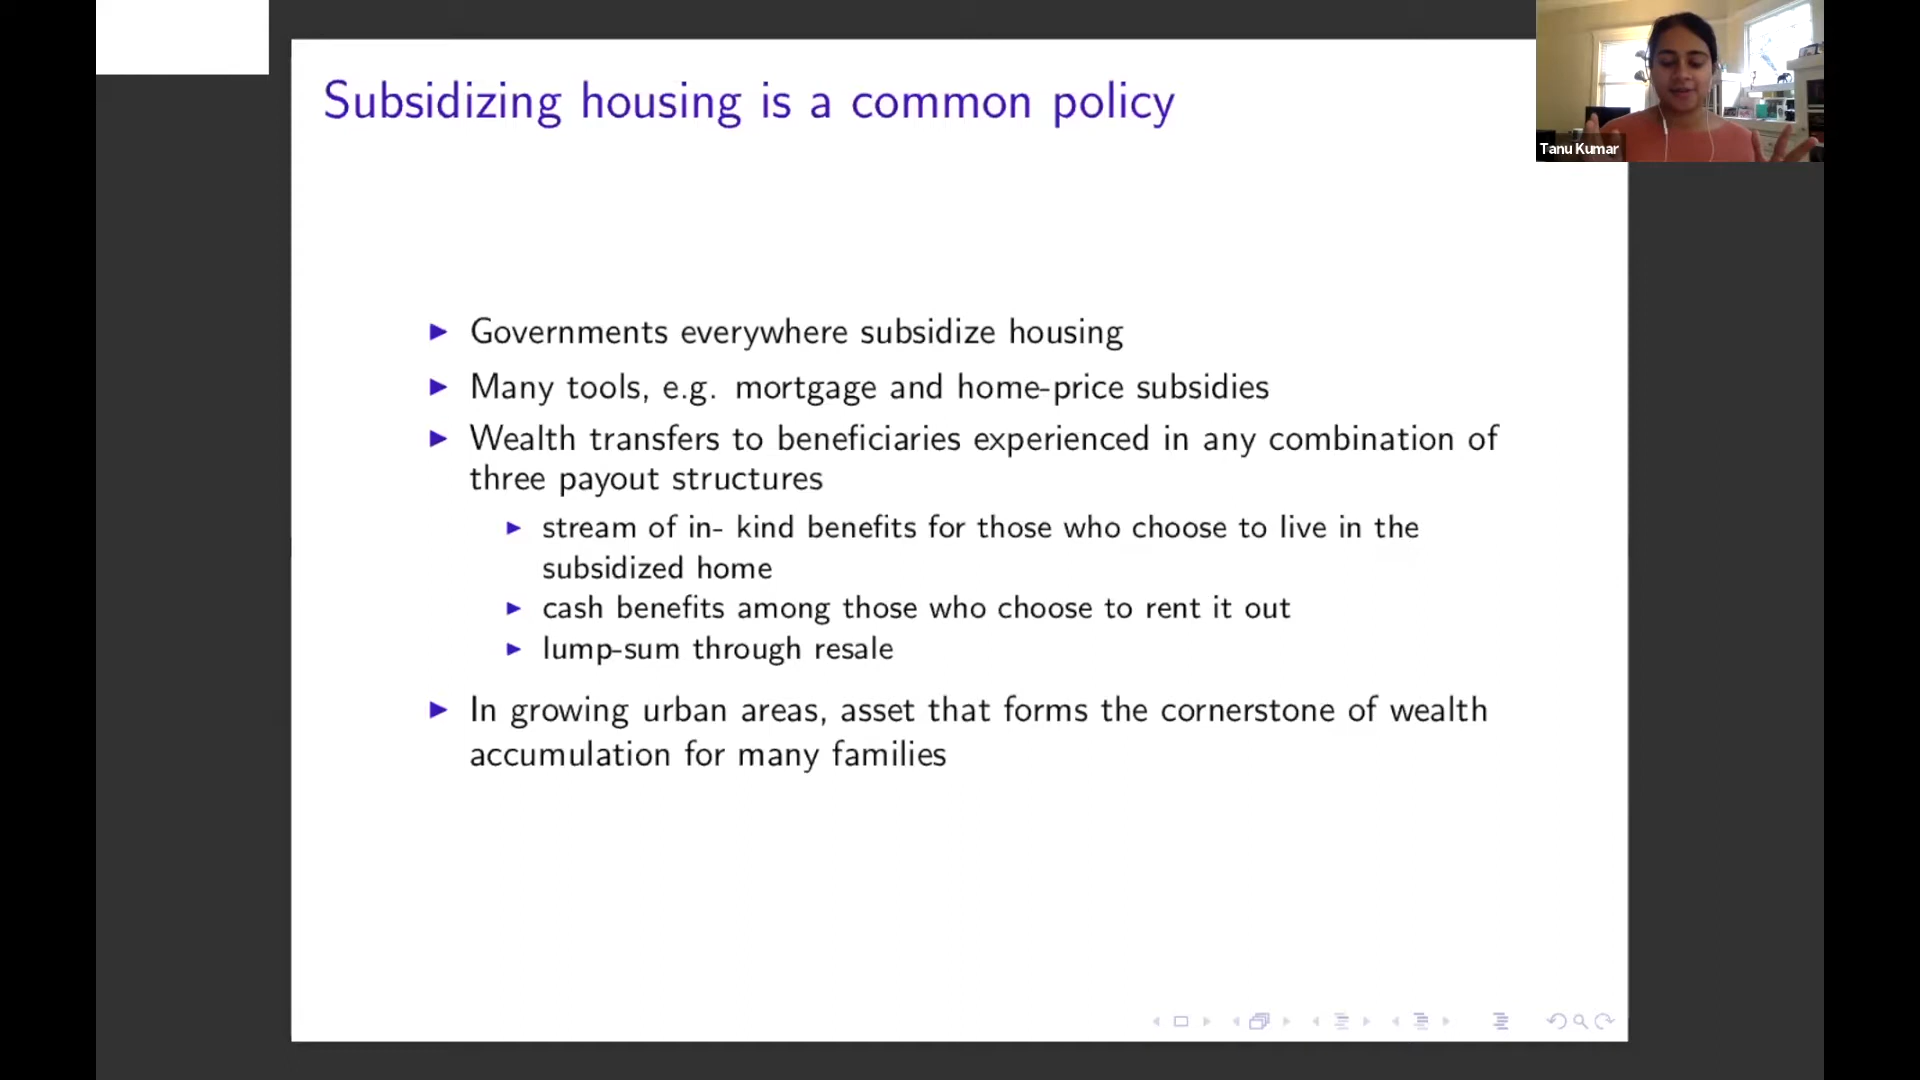 Subsidizing housing is a common policy
Tanu Kumar
Governments everywhere subsidize housing
Many tools, e.g. mortgage and home-price subsidies
Wealth transfers to beneficiaries experienced in any combination of
three payout structures
stream of in- kind benefits for those who choose to live in the
subsidized home
cash benefits among those who choose to rent it out
lump-sum through resale
In growing urban areas, asset that forms the cornerstone of wealth
accumulation for many families